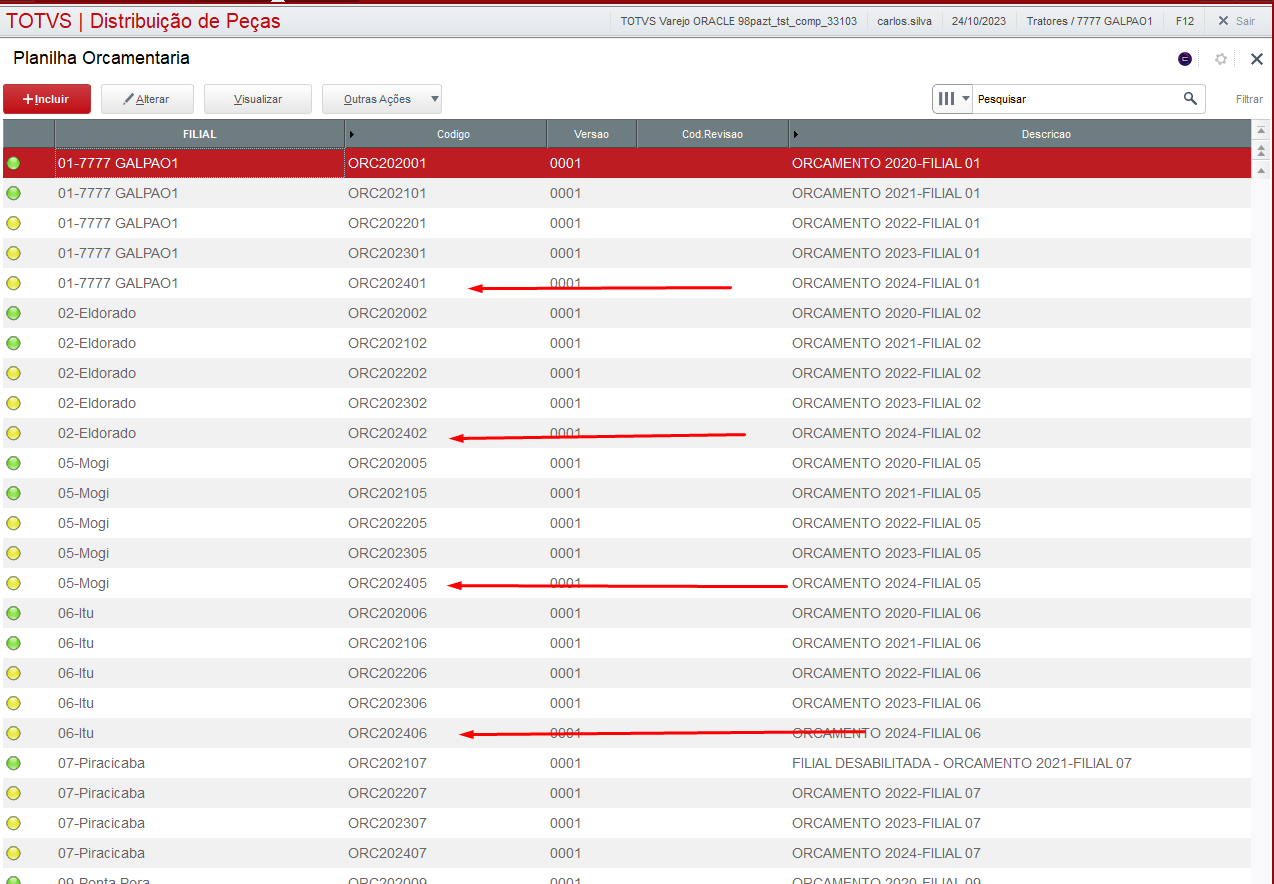 TOTVS | Distribuição de Peças TOTVS Varejo ORACLE 98pazt_tst_comp_33103 carlos.silva 24/10/2023 Tratores / 7777 GALPAO1 F12 Sair
Planilha Orcamentaria
Incluir Alterar Visualizar Outras Ações Pesquisar Filtrar
FILIAL Codigo Versao Cod.Revisao Descricao
01-7777 GALPAO1 ORC202001 0001 ORCAMENTO 2020-FILIAL 01
01-7777 GALPAO1 ORC202101 0001 ORCAMENTO 2021-FILIAL 01
01-7777 GALPAO1 ORC202201 0001 ORCAMENTO 2022-FILIAL 01
01-7777 GALPAO1 ORC202301 0001 ORCAMENTO 2023-FILIAL 01
01-7777 GALPAO1 ORC202401 0001 ORCAMENTO 2024-FILIAL 01
02-Eldorado ORC202002 0001 ORCAMENTO 2020-FILIAL 02
02-Eldorado ORC202102 0001 ORCAMENTO 2021-FILIAL 02
02-Eldorado ORC202202 0001 ORCAMENTO 2022-FILIAL 02
02-Eldorado ORC202302 0001 ORCAMENTO 2023-FILIAL 02
02-Eldorado ORC202402 0001 ORCAMENTO 2024-FILIAL 02
05-Mogi ORC202005 0001 ORCAMENTO 2020-FILIAL 05
05-Mogi ORC202105 0001 ORCAMENTO 2021-FILIAL 05
05-Mogi ORC202205 0001 ORCAMENTO 2022-FILIAL 05
05-Mogi ORC202305 0001 ORCAMENTO 2023-FILIAL 05
05-Mogi ORC202405 0001 ORCAMENTO 2024-FILIAL 05
06-Itu ORC202006 0001 ORCAMENTO 2020-FILIAL 06
06-Itu ORC202106 0001 ORCAMENTO 2021-FILIAL 06
06-Itu ORC202206 0001 ORCAMENTO 2022-FILIAL 06
06-Itu ORC202306 0001 ORCAMENTO 2023-FILIAL 06
06-Itu ORC202406 0001 ORCAMENTO 2024-FILIAL 06
07-Piracicaba ORC202107 0001 FILIAL DESABILITADA - ORCAMENTO 2021-FILIAL 07
07-Piracicaba ORC202207 0001 ORCAMENTO 2022-FILIAL 07
07-Piracicaba ORC202307 0001 ORCAMENTO 2023-FILIAL 07
07-Piracicaba ORC202407 0001 ORCAMENTO 2024-FILIAL 07
09-Ponta Pora ORC202009 0001 ORCAMENTO 2020-FILIAL 09